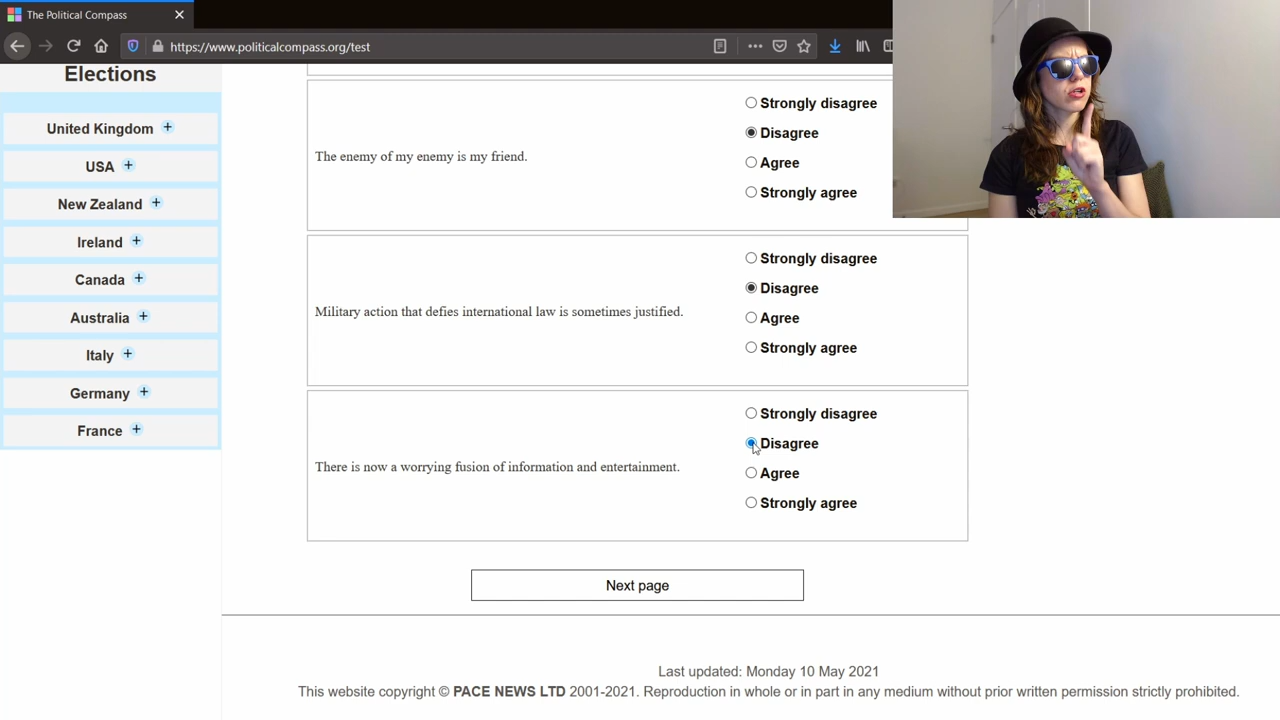 The Political Compass
https://www.politicalcompass.org/test
Elections
United Kingdom +
USA +
New Zealand +
Ireland +
Canada +
Australia +
Italy +
Germany +
France +
Strongly disagree
Disagree
The enemy of my enemy is my friend.
Agree
Strongly agree
Strongly disagree
Disagree
Military action that defies international law is sometimes justified.
Agree
Strongly agree
Strongly disagree
Disagree
There is now a worrying fusion of information and entertainment.
Agree
Strongly agree
Next page
Last updated: Monday 10 May 2021
This website copyright © PACE NEWS LTD 2001-2021. Reproduction in whole or in part in any medium without prior written permission strictly prohibited.